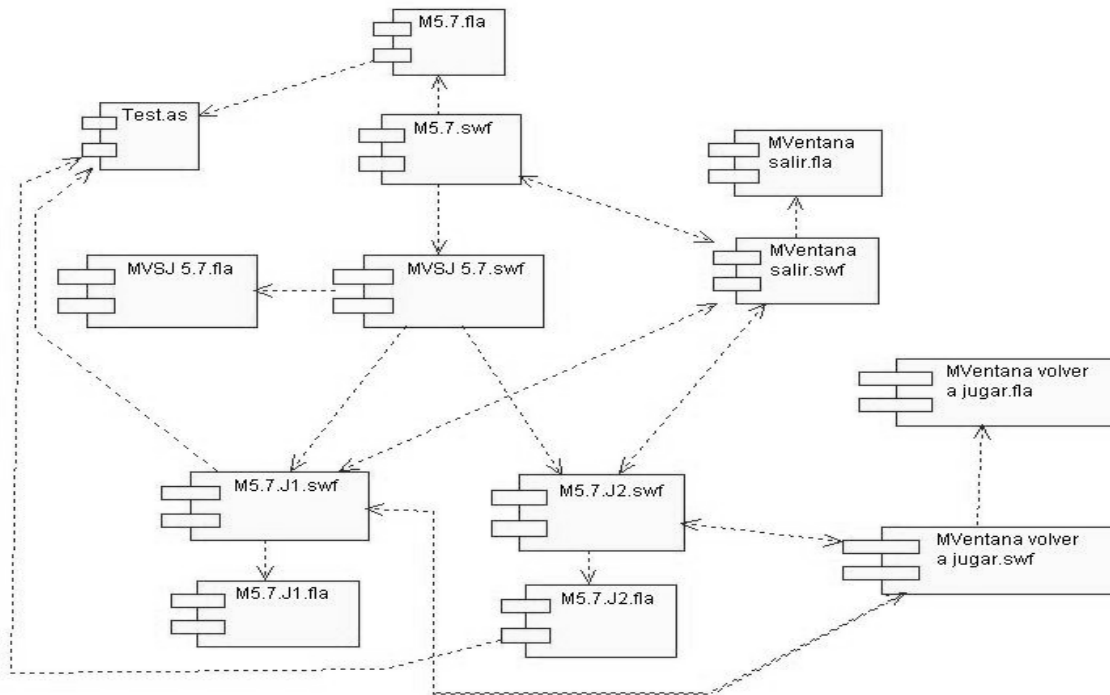 M5.7.fla
Test.as
M5.7.swf
MVentana
salir.fla
MVSJ 5.7.fla
MVSJ 5.7.swf
MVentana
salir.swf
MVentana volver
a jugar.fla
M5.7.J1.swf
M5.7.J2.swf
MVentana volver
a jugar.swf
M5.7.J1.fla
M5.7.J2.fla